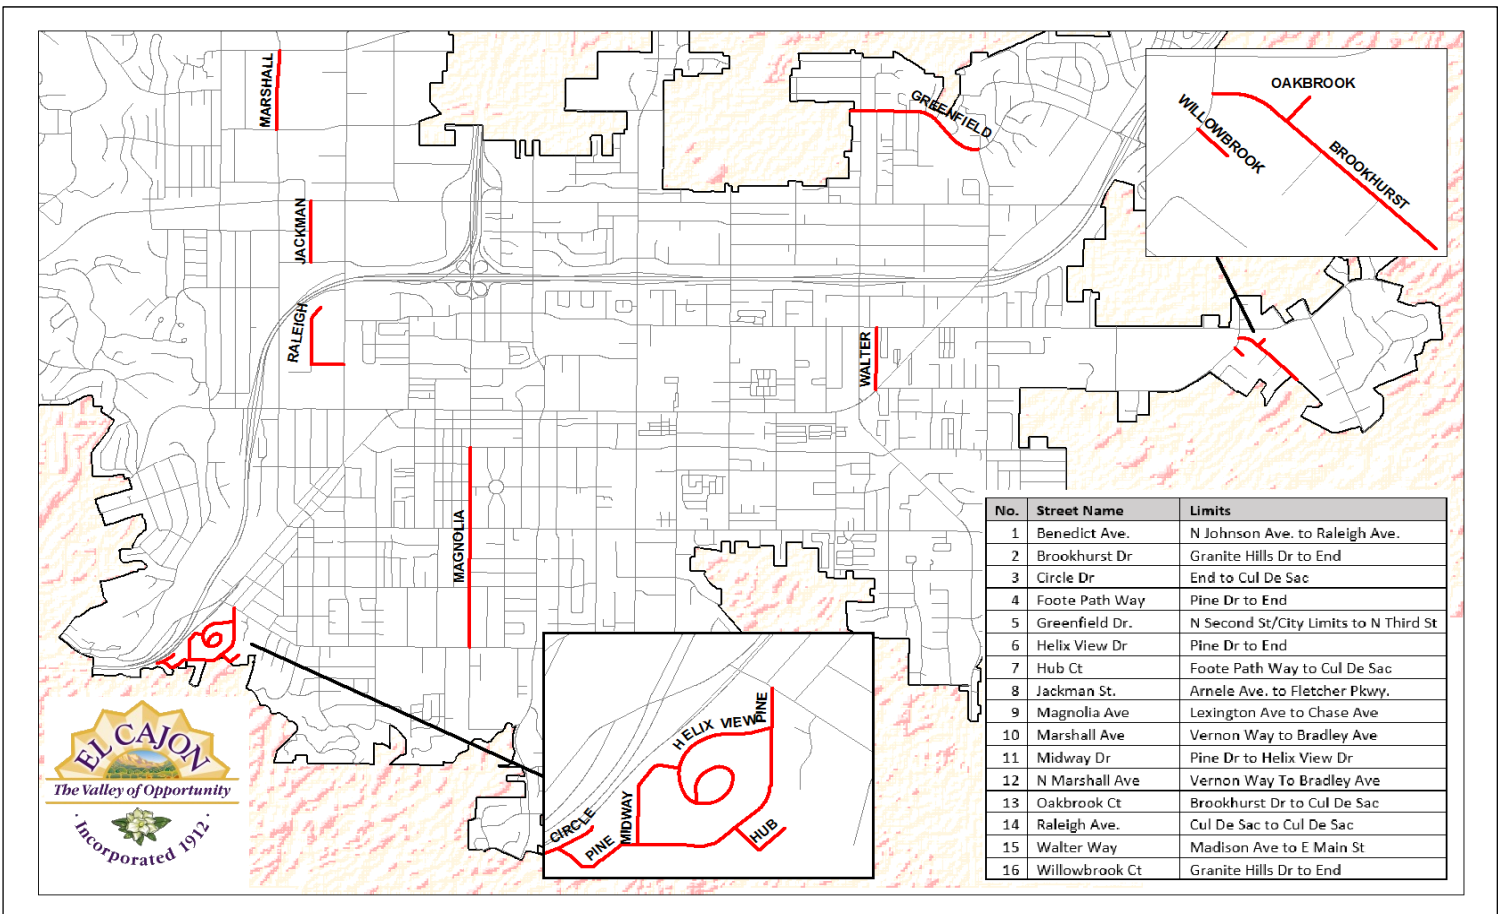 MARSHALL
GREENFIELD
OAKBROOK
WILLOWBROOK
BROOKHURST
JACKMAN
RALEIGH
WALTER
MAGNOLIA
No. Street Name Limits
1 Benedict Ave. N Johnson Ave. to Raleigh Ave.
2 Brookhurst Dr Granite Hills Dr to End
3 Circle Dr End to Cul De Sac
4 Foote Path Way Pine Dr to End
5 Greenfield Dr. N Second St/City Limits to N Third St
6 Helix View Dr Pine Dr to End
7 Hub Ct Foote Path Way to Cul De Sac
8 Jackman St. Arnele Ave. to Fletcher Pkwy.
9 Magnolia Ave Lexington Ave to Chase Ave
10 Marshall Ave Vernon Way to Bradley Ave
11 Midway Dr Pine Dr to Helix View Dr
12 N Marshall Ave Vernon Way To Bradley Ave
13 Oakbrook Ct Brookhurst Dr to Cul De Sac
14 Raleigh Ave. Cul De Sac to Cul De Sac
15 Walter Way Madison Ave to E Main St
16 Willowbrook Ct Granite Hills Dr to End
HELIX VIEW
PINE
MIDWAY
CIRCLE
PINE
HUB
EL CAJON
The Valley of Opportunity
· Incorporated 1912 ·